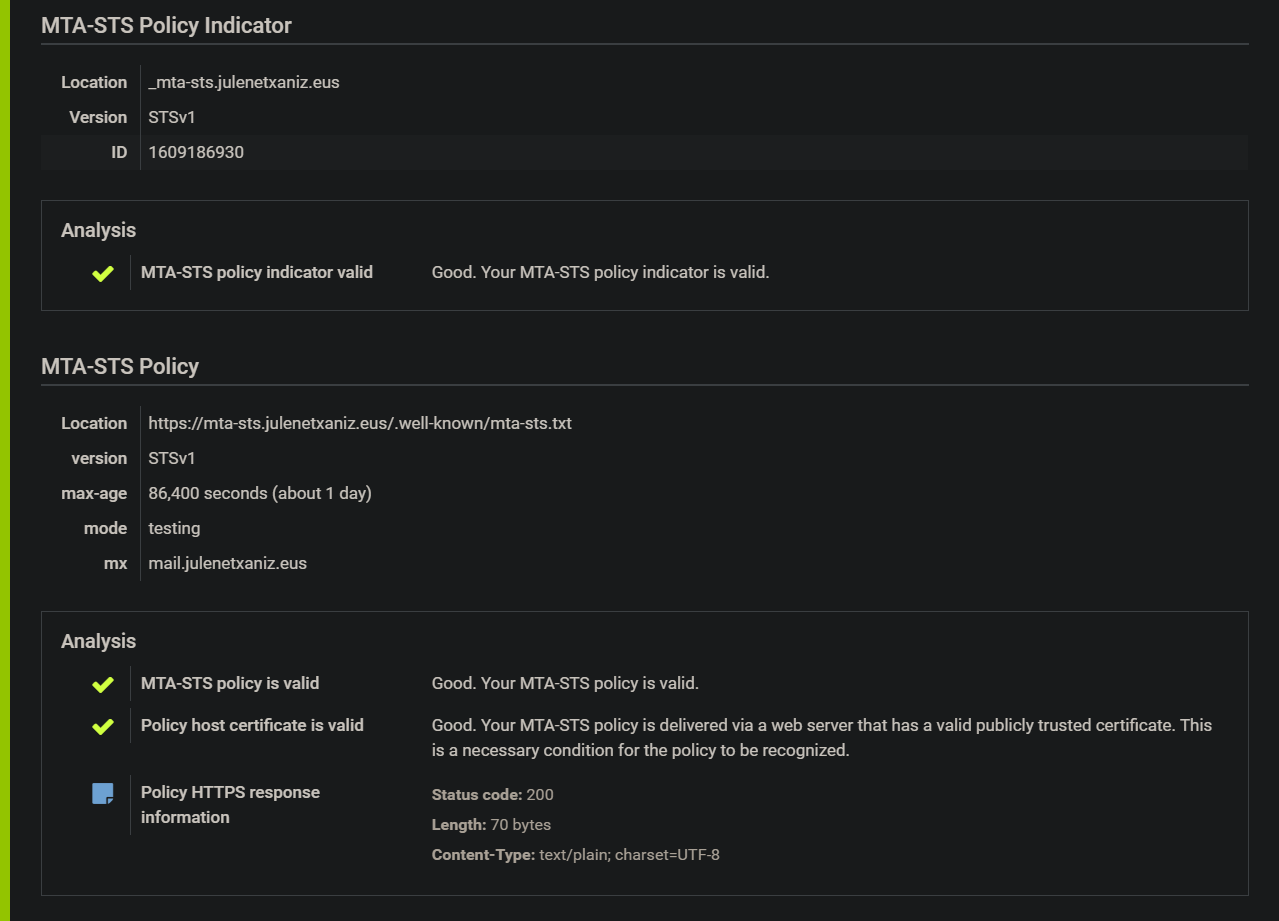 MTA-STS Policy Indicator
Location _mta-sts.julenetxaniz.eus
Version STSv1
ID 1609186930
Analysis
MTA-STS policy indicator valid Good. Your MTA-STS policy indicator is valid.
MTA-STS Policy
Location https://mta-sts.julenetxaniz.eus/.well-known/mta-sts.txt
version STSv1
max-age 86,400 seconds (about 1 day)
mode testing
mx mail.julenetxaniz.eus
Analysis
MTA-STS policy is valid Good. Your MTA-STS policy is valid.
Policy host certificate is valid Good. Your MTA-STS policy is delivered via a web server that has a valid publicly trusted certificate. This
is a necessary condition for the policy to be recognized.
Policy HTTPS response
information
Status code: 200
Length: 70 bytes
Content-Type: text/plain; charset=UTF-8